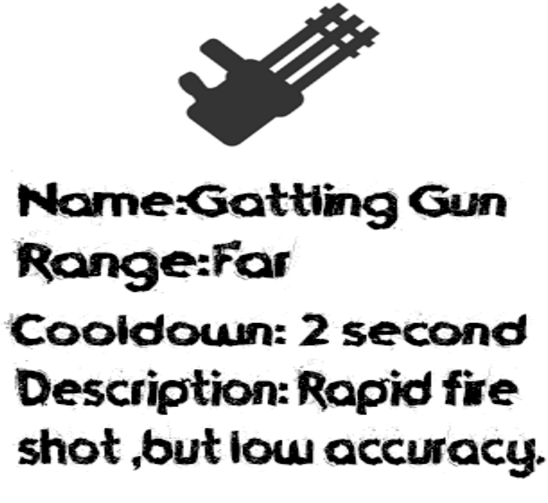 Name:Gattling Gun
Range:Far
Cooldown: 2 second
Description: Rapid fire
shot ,but low accuracy.